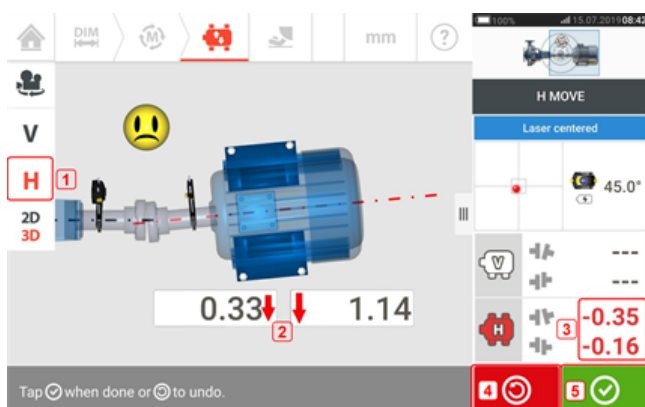 100% 15.07.2019 08:42
DIM M mm ?
H MOVE
Laser centered
V
H 1
2D
3D
45.0°
0.33 1.14
2
V ---
---
H 3 -0.35
-0.16
Tap when done or to undo.
4 5